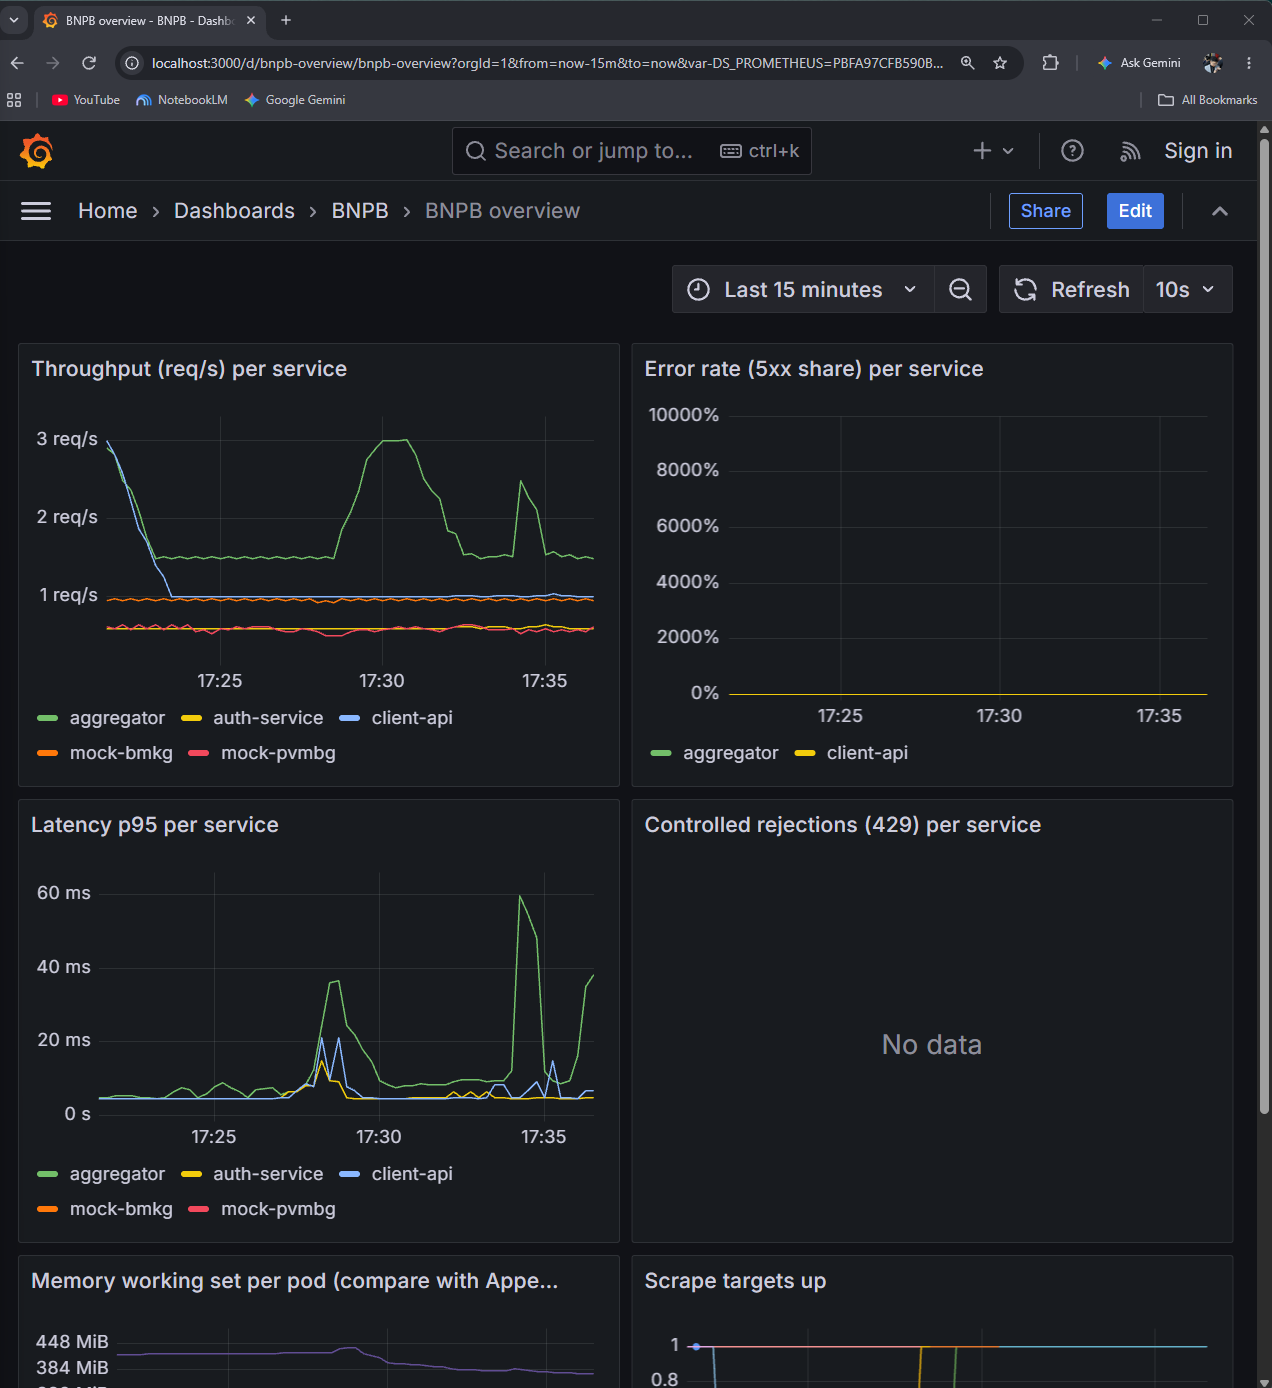 BNPB overview - BNPB - Dashb
localhost:3000/d/bnpb-overview/bnpb-overview?orgId=1&from=now-15m&to=now&var-DS_PROMETHEUS=PBFA97CFB590B...
Ask Gemini
YouTube
NotebookLM
Google Gemini
All Bookmarks
Search or jump to...
ctrl+k
Sign in
Home › Dashboards › BNPB › BNPB overview
Share
Edit
Last 15 minutes
Refresh
10s
Throughput (req/s) per service
3 req/s
2 req/s
1 req/s
17:25 17:30 17:35
aggregator auth-service client-api
mock-bmkg mock-pvmbg
Error rate (5xx share) per service
10000%
8000%
6000%
4000%
2000%
0%
17:25 17:30 17:35
aggregator client-api
Latency p95 per service
60 ms
40 ms
20 ms
0 s
17:25 17:30 17:35
aggregator auth-service client-api
mock-bmkg mock-pvmbg
Controlled rejections (429) per service
No data
Memory working set per pod (compare with Appe...
448 MiB
384 MiB
Scrape targets up
1
0.8